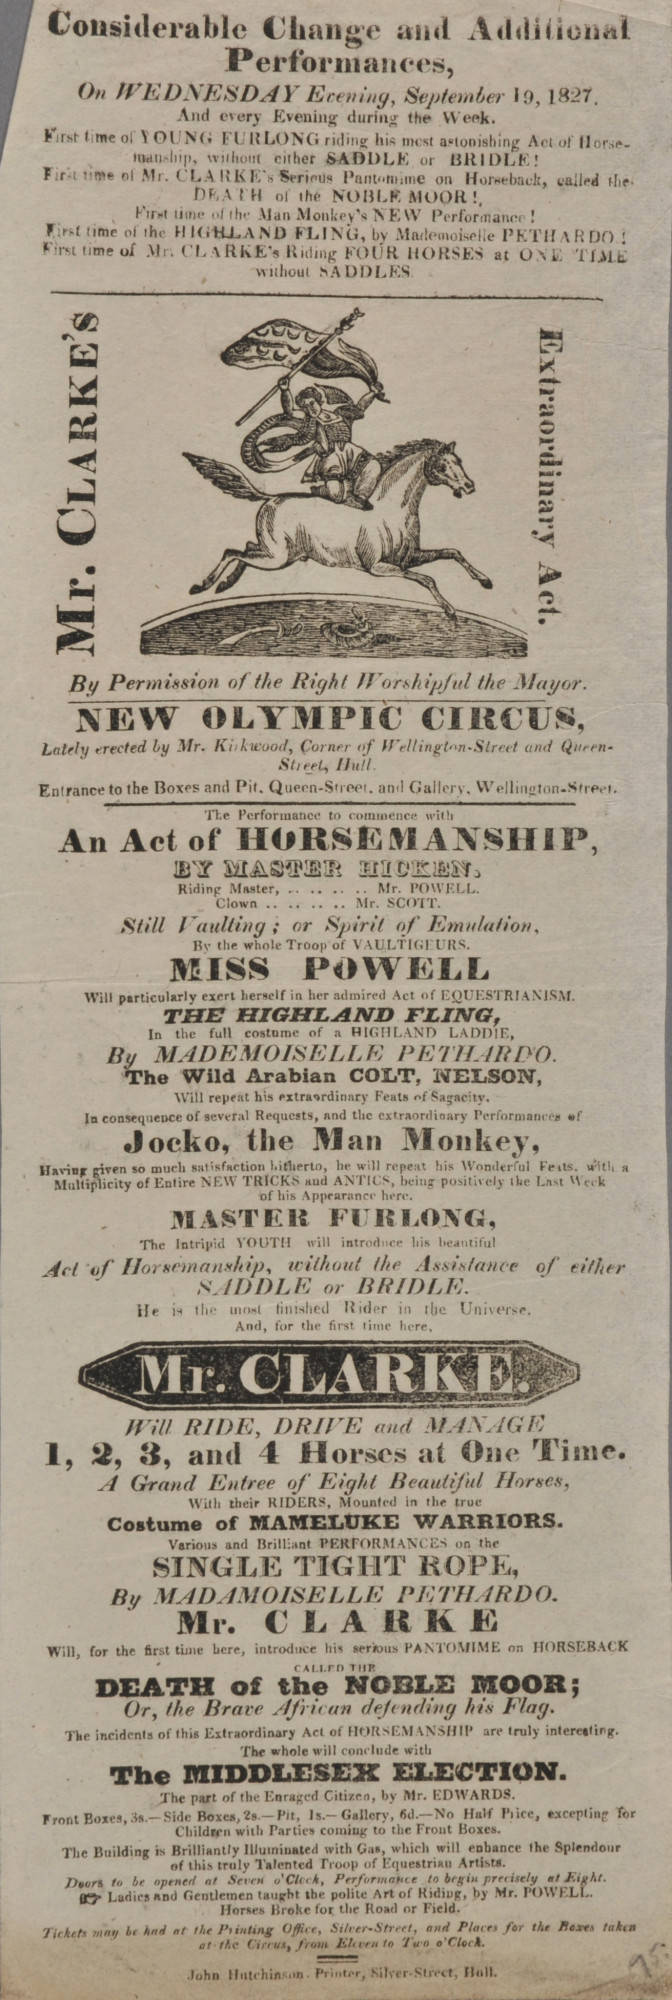 Considerable Change and Additional
Performances,
On WEDNESDAY Evening, September 19, 1827.
And every Evening during the Week.
First time of YOUNG FURLONG riding his most astonishing Act of Horse-
manship, without either SADDLE or BRIDLE!
First time of Mr. CLARKE's Serious Pantomime on Horseback, called the
DEATH of the NOBLE MOOR!,
First time of the Man Monkey's NEW Performance!
First time of the HIGHLAND FLING, by Mademoiselle PETHARDO!
First time of Mr. CLARKE's Riding FOUR HORSES at ONE TIME
without SADDLES.
Mr. CLARKE'S
Extraordinary Act.
By Permission of the Right Worshipful the Mayor.
NEW OLYMPIC CIRCUS,
Lately erected by Mr. Kirkwood, Corner of Wellington-Street and Queen-
Street, Hull.
Entrance to the Boxes and Pit, Queen-Street, and Gallery, Wellington-Street.
The Performance to commence with
An Act of HORSEMANSHIP,
BY MASTER HICKEN.
Riding Master, .. .. .. .. Mr. POWELL.
Clown .. .. .. .. Mr. SCOTT.
Still Vaulting; or Spirit of Emulation,
By the whole Troop of VAULTIGEURS.
MISS POWELL
Will particularly exert herself in her admired Act of EQUESTRIANISM.
THE HIGHLAND FLING,
In the full costume of a HIGHLAND LADDIE,
By MADEMOISELLE PETHARDO.
The Wild Arabian COLT, NELSON,
Will repeat his extraordinary Feats of Sagacity.
In consequence of several Requests, and the extraordinary Performances of
Jocko, the Man Monkey,
Having given so much satisfaction hitherto, he will repeat his Wonderful Feats, with a
Multiplicity of Entire NEW TRICKS and ANTICS, being positively the Last Week
of his Appearance here.
MASTER FURLONG,
The Intripid YOUTH will introduce his beautiful
Act of Horsemanship, without the Assistance of either
SADDLE or BRIDLE.
He is the most finished Rider in the Universe.
And, for the first time here,
Mr. CLARKE.
Will RIDE, DRIVE and MANAGE
1, 2, 3, and 4 Horses at One Time.
A Grand Entree of Eight Beautiful Horses,
With their RIDERS, Mounted in the true
Costume of MAMELUKE WARRIORS.
Various and Brilliant PERFORMANCES on the
SINGLE TIGHT ROPE,
By MADAMOISELLE PETHARDO.
Mr. CLARKE
Will, for the first time here, introduce his serious PANTOMIME on HORSEBACK
CALLED THE
DEATH of the NOBLE MOOR;
Or, the Brave African defending his Flag.
The incidents of this Extraordinary Act of HORSEMANSHIP are truly interesting.
The whole will conclude with
The MIDDLESEX ELECTION.
The part of the Enraged Citizen, by Mr. EDWARDS.
Front Boxes, 3s.—Side Boxes, 2s.—Pit, 1s.—Gallery, 6d.—No Half Price, excepting for
Children with Parties coming to the Front Boxes.
The Building is Brilliantly Illuminated with Gas, which will enhance the Splendour
of this truly Talented Troop of Equestrian Artists.
Doors to be opened at Seven o'Clock, Performance to begin precisely at Eight.
☞ Ladies and Gentlemen taught the polite Art of Riding, by Mr. POWELL.
Horses Broke for the Road or Field.
Tickets may be had at the Printing Office, Silver-Street, and Places for the Boxes taken
at the Circus, from Eleven to Two o'Clock.
John Hutchinson, Printer, Silver-Street, Hull.